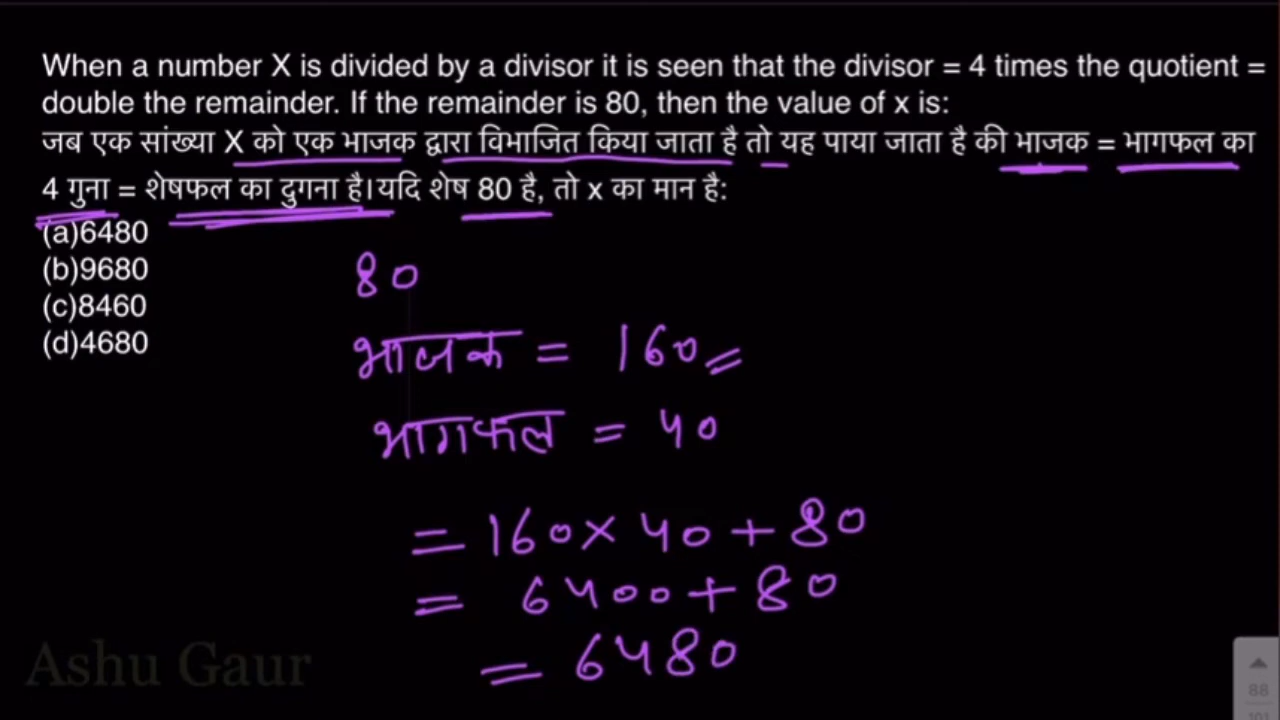 When a number X is divided by a divisor it is seen that the divisor = 4 times the quotient =
double the remainder. If the remainder is 80, then the value of x is:
जब एक सांख्या X को एक भाजक द्वारा विभाजित किया जाता है तो यह पाया जाता है की भाजक = भागफल का
4 गुना = शेषफल का दुगना है।यदि शेष 80 है, तो x का मान है:
(a)6480
(b)9680
(c)8460
(d)4680
80
भाजक = 160
भागफल = 40
= 160 × 40 + 80
= 6400 + 80
= 6480
Ashu Gaur
88
101